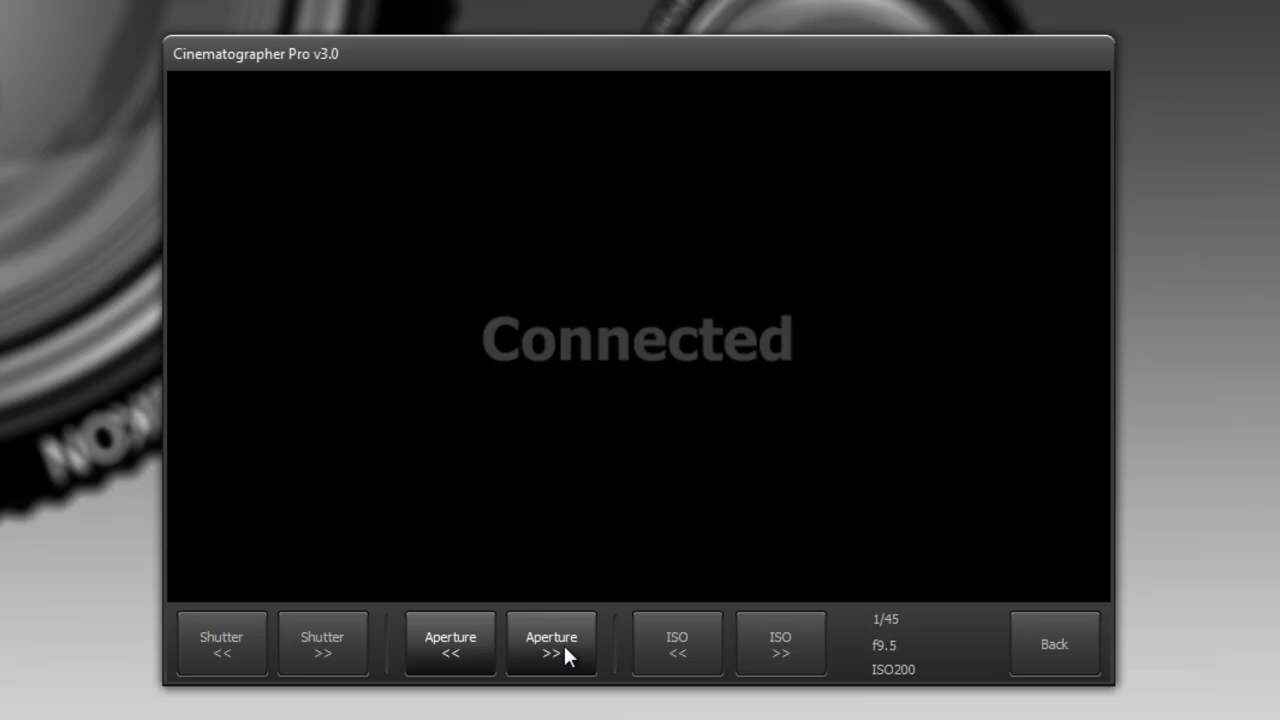 Cinematographer Pro v3.0
Connected
Shutter
<<
Shutter
>>
Aperture
<<
Aperture
>>
ISO
<<
ISO
>>
1/45
f9.5
ISO200
Back